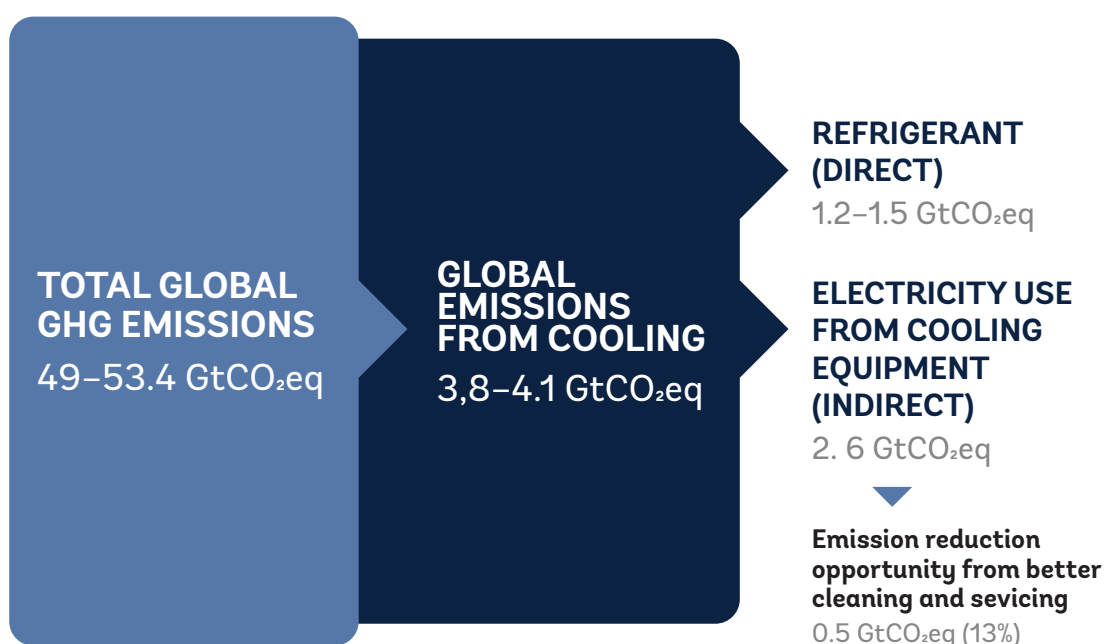 TOTAL GLOBAL
GHG EMISSIONS
49–53.4 GtCO₂eq
GLOBAL
EMISSIONS
FROM COOLING
3,8–4.1 GtCO₂eq
REFRIGERANT
(DIRECT)
1.2–1.5 GtCO₂eq
ELECTRICITY USE
FROM COOLING
EQUIPMENT
(INDIRECT)
2. 6 GtCO₂eq
Emission reduction
opportunity from better
cleaning and sevicing
0.5 GtCO₂eq (13%)